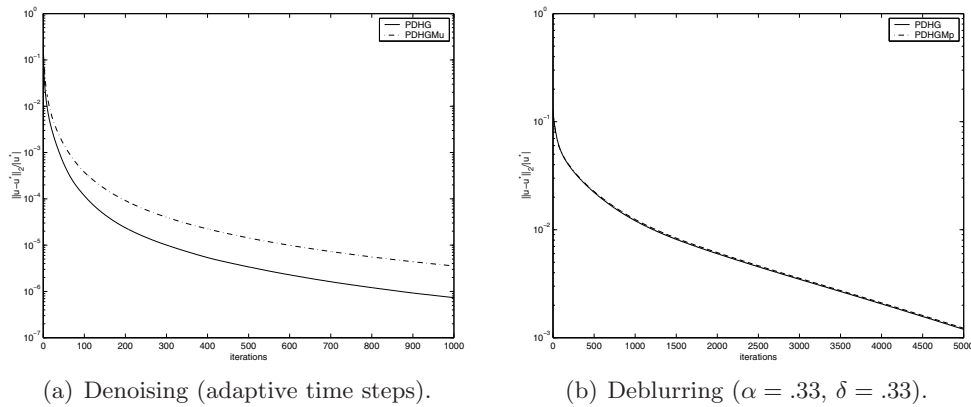 10^0
10^-1
10^-2
10^-3
10^-4
10^-5
10^-6
10^-7
||u-u*||_2/|u*|
0 100 200 300 400 500 600 700 800 900 1000
iterations
PDHG
PDHGMu
(a) Denoising (adaptive time steps).
10^0
10^-1
10^-2
10^-3
||u-u*||_2/|u*|
0 500 1000 1500 2000 2500 3000 3500 4000 4500 5000
iterations
PDHG
PDHGMp
(b) Deblurring (α = .33, δ = .33).